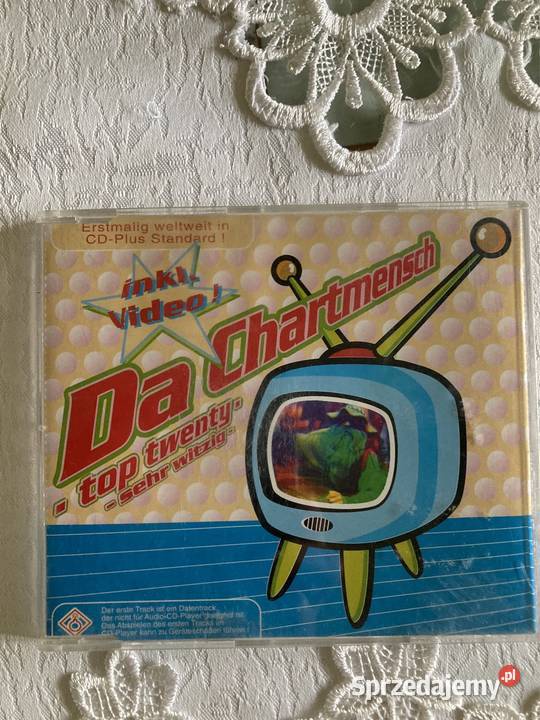 Erstmalig weltweit in
CD-Plus Standard !
inkl.
Video !
Da Chartmensch
. top twenty.
- sehr witzig -
Der erste Track ist ein Datentrack,
der nicht für Audio-CD-Player geeignet ist.
Das Abspielen des ersten Tracks im
CD-Player kann zu Geräteschäden führen !
Sprzedajemy.pl